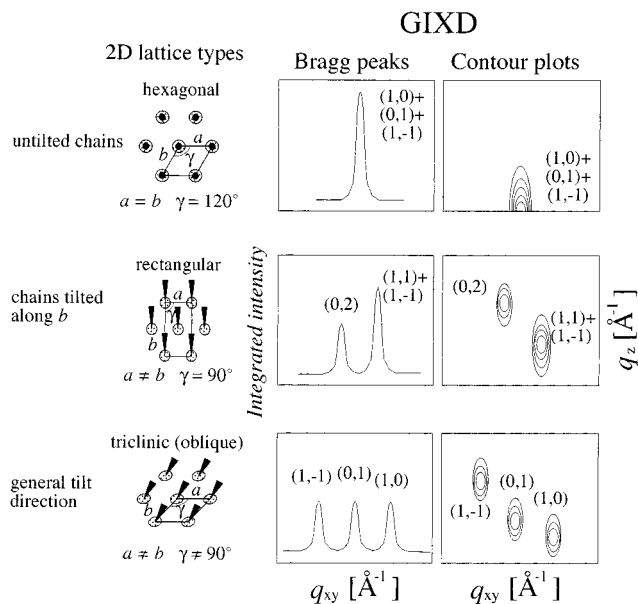 GIXD
2D lattice types
Bragg peaks
Contour plots
hexagonal
untilted chains
a
b
γ
a = b γ = 120°
(1,0)+
(0,1)+
(1,-1)
(1,0)+
(0,1)+
(1,-1)
rectangular
chains tilted
along b
a
γ
b
a ≠ b γ = 90°
(0,2)
(1,1)+
(1,-1)
(0,2)
(1,1)+
(1,-1)
Integrated intensity
q_z [Å⁻¹]
triclinic (oblique)
general tilt
direction
a
b
γ
a ≠ b γ ≠ 90°
(1,-1) (0,1) (1,0)
(1,-1)
(0,1)
(1,0)
q_xy [Å⁻¹]
q_xy [Å⁻¹]